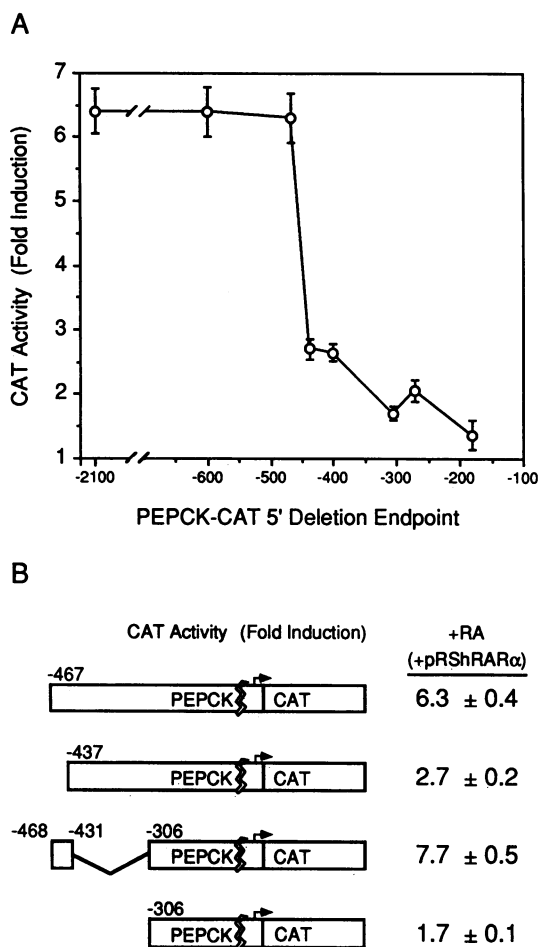 A
7
6
5
4
3
2
1
CAT Activity (Fold Induction)
-2100 -600 -500 -400 -300 -200 -100
PEPCK-CAT 5' Deletion Endpoint
B
CAT Activity (Fold Induction) +RA
(+pRShRARα)
-467
PEPCK CAT 6.3 ± 0.4
-437
PEPCK CAT 2.7 ± 0.2
-468 -431 -306
PEPCK CAT 7.7 ± 0.5
-306
PEPCK CAT 1.7 ± 0.1